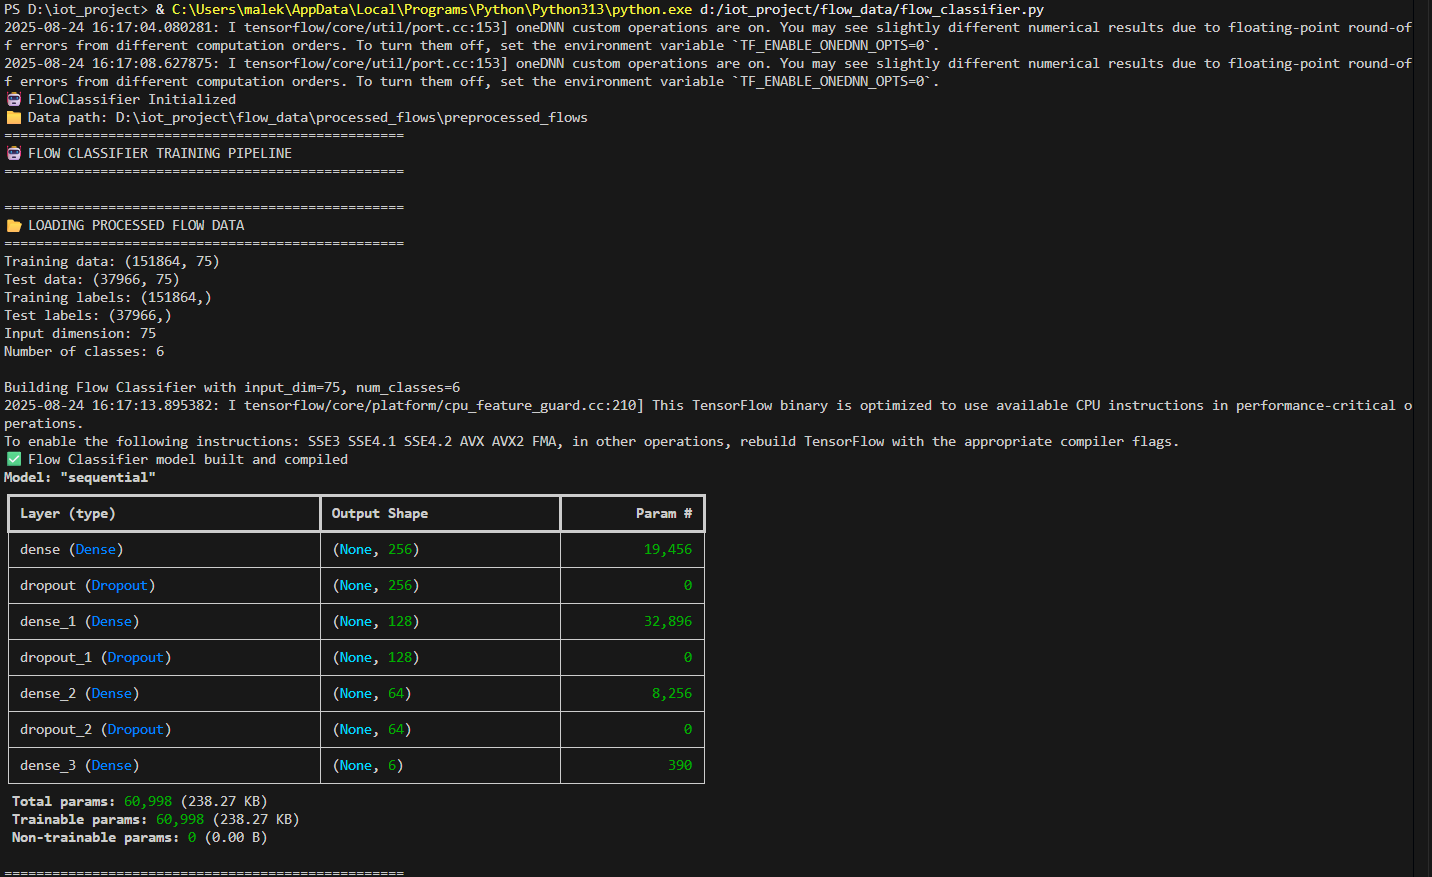 PS D:\iot_project> & C:\Users\malek\AppData\Local\Programs\Python\Python313\python.exe d:/iot_project/flow_data/flow_classifier.py
2025-08-24 16:17:04.080281: I tensorflow/core/util/port.cc:153] oneDNN custom operations are on. You may see slightly different numerical results due to floating-point round-of
f errors from different computation orders. To turn them off, set the environment variable `TF_ENABLE_ONEDNN_OPTS=0`.
2025-08-24 16:17:08.627875: I tensorflow/core/util/port.cc:153] oneDNN custom operations are on. You may see slightly different numerical results due to floating-point round-of
f errors from different computation orders. To turn them off, set the environment variable `TF_ENABLE_ONEDNN_OPTS=0`.
🤖 FlowClassifier Initialized
📁 Data path: D:\iot_project\flow_data\processed_flows\preprocessed_flows
==================================================
🤖 FLOW CLASSIFIER TRAINING PIPELINE
==================================================
==================================================
📂 LOADING PROCESSED FLOW DATA
==================================================
Training data: (151864, 75)
Test data: (37966, 75)
Training labels: (151864,)
Test labels: (37966,)
Input dimension: 75
Number of classes: 6
Building Flow Classifier with input_dim=75, num_classes=6
2025-08-24 16:17:13.895382: I tensorflow/core/platform/cpu_feature_guard.cc:210] This TensorFlow binary is optimized to use available CPU instructions in performance-critical o
perations.
To enable the following instructions: SSE3 SSE4.1 SSE4.2 AVX AVX2 FMA, in other operations, rebuild TensorFlow with the appropriate compiler flags.
✅ Flow Classifier model built and compiled
Model: "sequential"
Layer (type) Output Shape Param #
dense (Dense) (None, 256) 19,456
dropout (Dropout) (None, 256) 0
dense_1 (Dense) (None, 128) 32,896
dropout_1 (Dropout) (None, 128) 0
dense_2 (Dense) (None, 64) 8,256
dropout_2 (Dropout) (None, 64) 0
dense_3 (Dense) (None, 6) 390
Total params: 60,998 (238.27 KB)
Trainable params: 60,998 (238.27 KB)
Non-trainable params: 0 (0.00 B)
==================================================